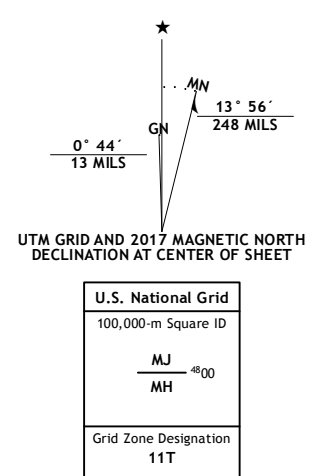 MN
GN
13° 56´
248 MILS
0° 44´
13 MILS
UTM GRID AND 2017 MAGNETIC NORTH
DECLINATION AT CENTER OF SHEET
U.S. National Grid
100,000-m Square ID
MJ
4800
MH
Grid Zone Designation
11T